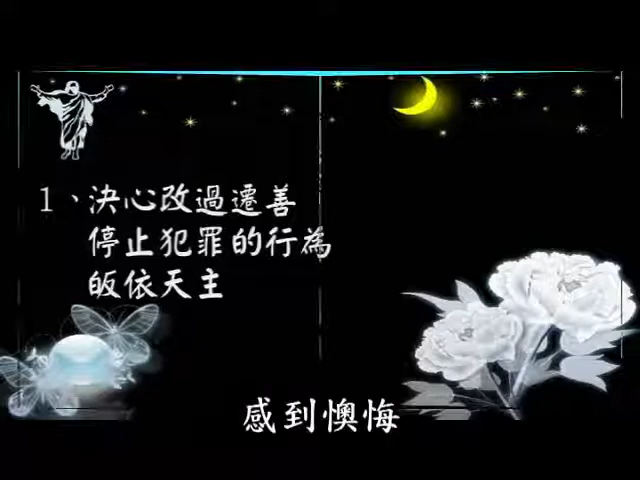 1、決心改過遷善
停止犯罪的行為
皈依天主
感到懊悔